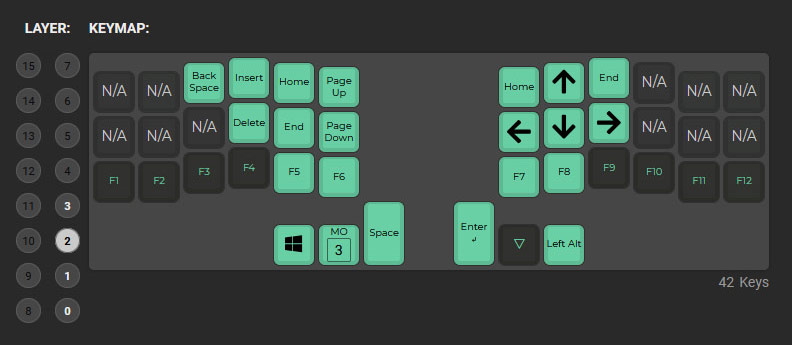 LAYER: KEYMAP:
15 7
14 6
13 5
12 4
11 3
10 2
9 1
8 0
N/A N/A Back Space Insert Home Page Up Home End N/A N/A N/A
N/A N/A N/A Delete End Page Down N/A N/A N/A
F1 F2 F3 F4 F5 F6 F7 F8 F9 F10 F11 F12
MO 3 Space Enter Left Alt
42 Keys